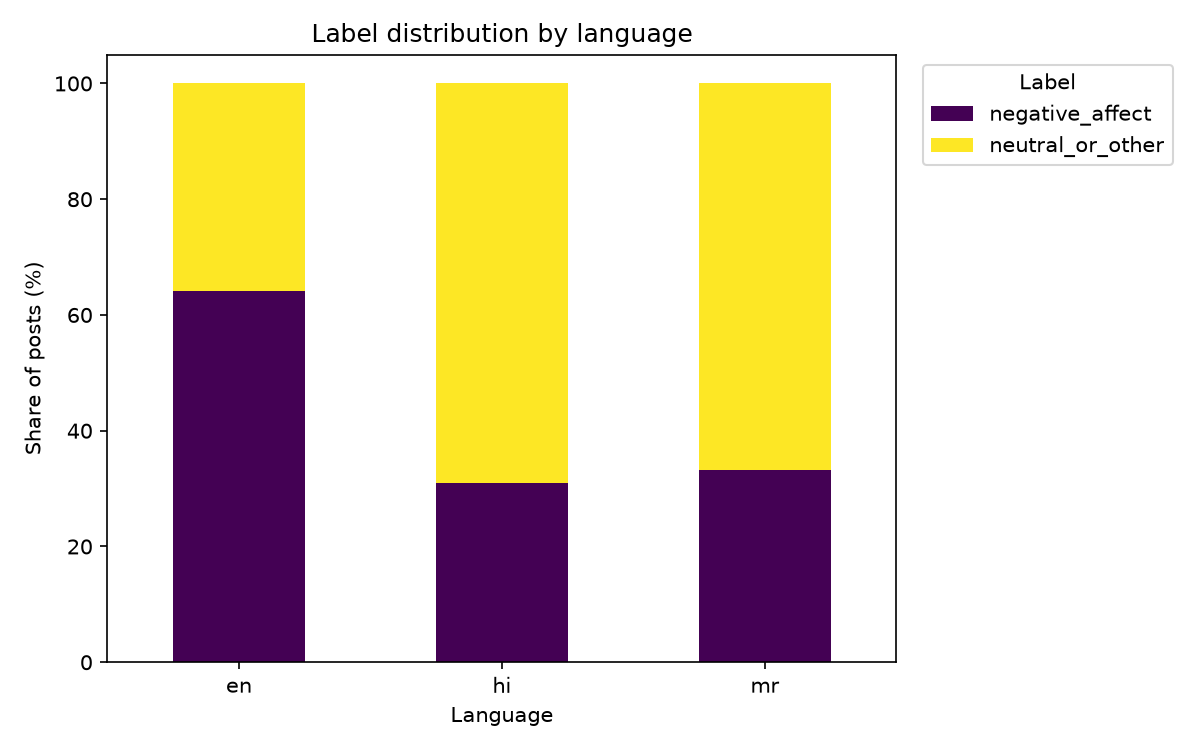 Label distribution by language
Label
negative_affect
neutral_or_other
Share of posts (%)
100
80
60
40
20
0
en
hi
mr
Language